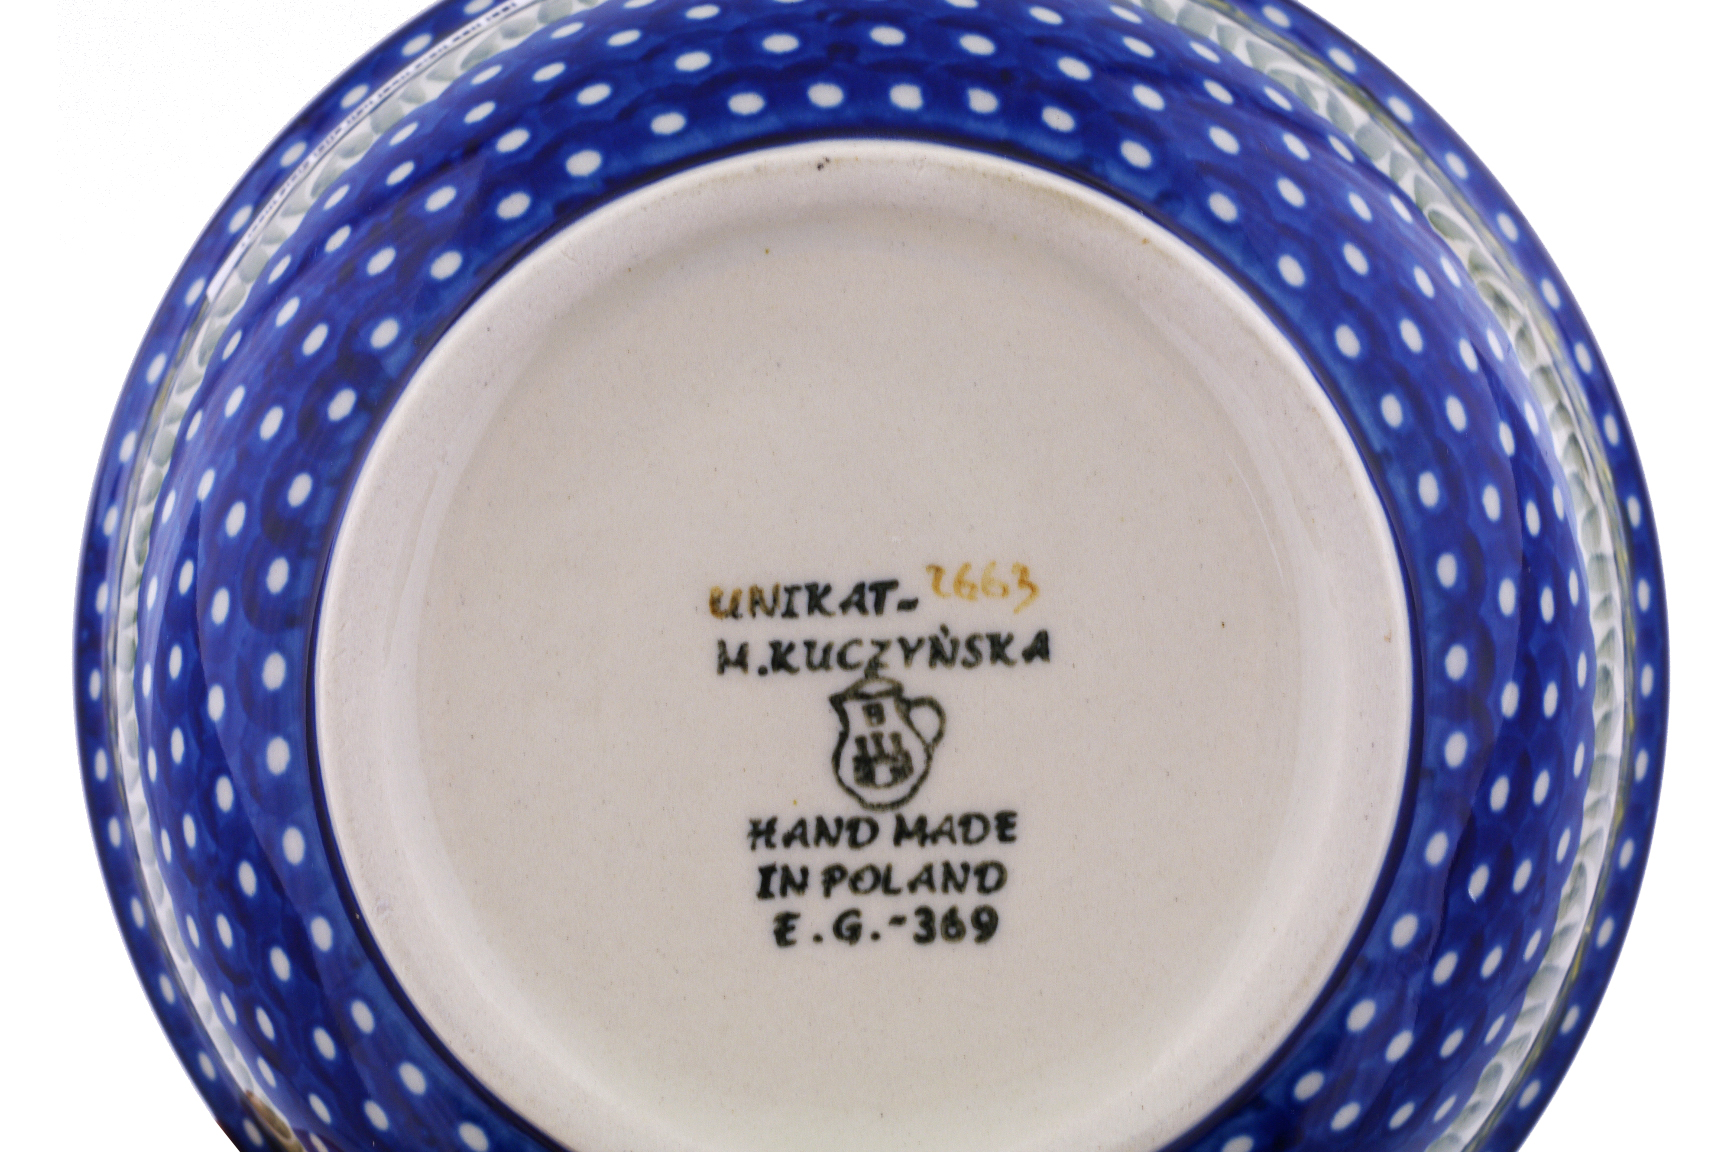 UNIKAT-2663
M.KUCZYŃSKA
HAND MADE
IN POLAND
E.G.-369